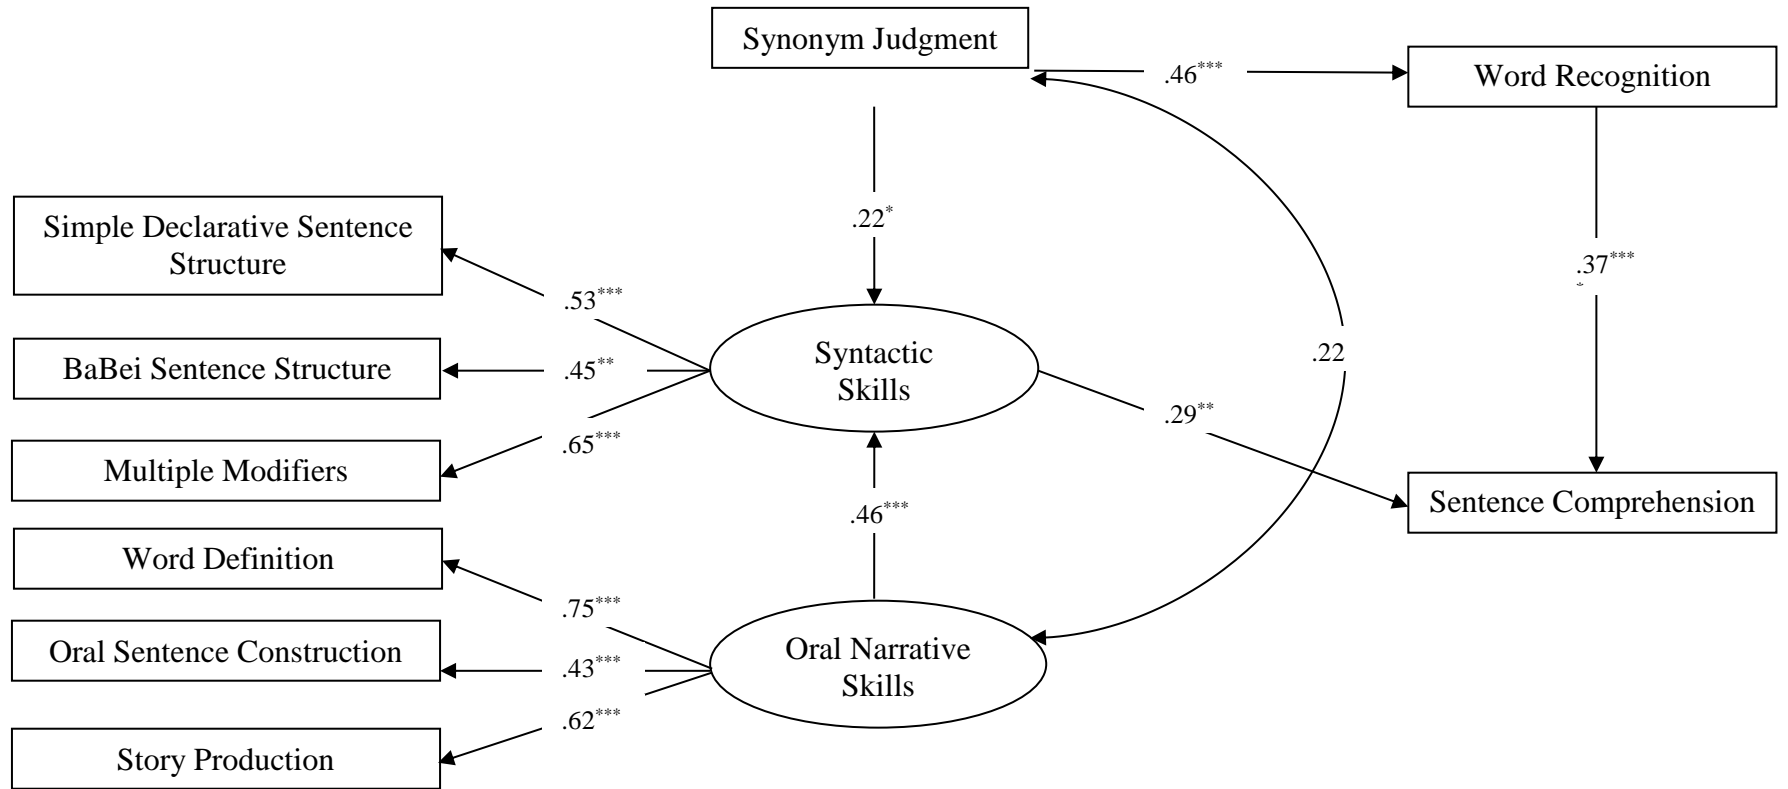 Synonym Judgment
.46***
Word Recognition
Simple Declarative Sentence
Structure
.22*
.37***
*
.53***
BaBei Sentence Structure
.45**
Syntactic
Skills
.22
.29**
Multiple Modifiers
.65***
Sentence Comprehension
.46***
Word Definition
.75***
Oral Sentence Construction
.43***
Oral Narrative
Skills
.62***
Story Production